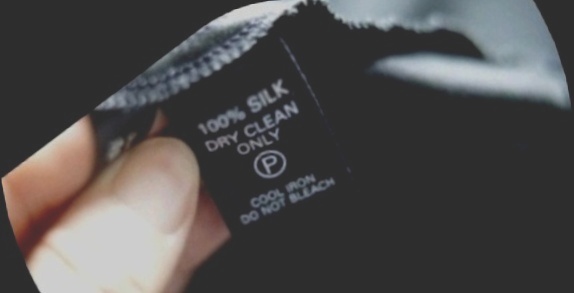 100% SILK
DRY CLEAN
ONLY
P
COOL IRON
DO NOT BLEACH